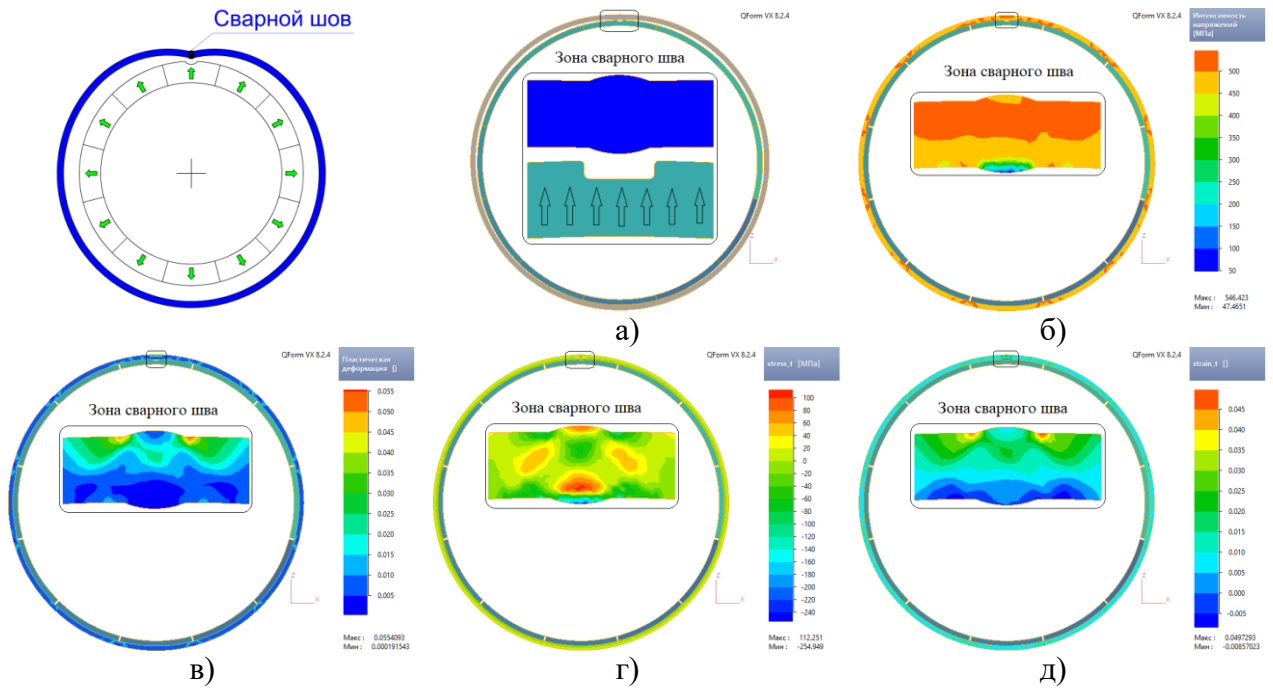 Сварной шов
QForm VX 8.2.4
Зона сварного шва
z
x
а)
QForm VX 8.2.4
Интенсивность
напряжений
[МПа]
Зона сварного шва
500
450
400
350
300
250
200
150
100
50
z
x
Макс : 546.423
Мин : 47.4651
б)
QForm VX 8.2.4
Пластическая
деформация []
Зона сварного шва
0.055
0.050
0.045
0.040
0.035
0.030
0.025
0.020
0.015
0.010
0.005
z
x
Макс : 0.0554093
Мин : 0.000191543
в)
QForm VX 8.2.4
stress_t [МПа]
Зона сварного шва
100
80
60
40
20
0
-20
-40
-60
-80
-100
-120
-140
-160
-180
-200
-220
-240
z
x
Макс : 112.251
Мин : -254.949
г)
QForm VX 8.2.4
strain_t []
Зона сварного шва
0.045
0.040
0.035
0.030
0.025
0.020
0.015
0.010
0.005
0.000
-0.005
z
x
Макс : 0.0497293
Мин : -0.00857023
д)